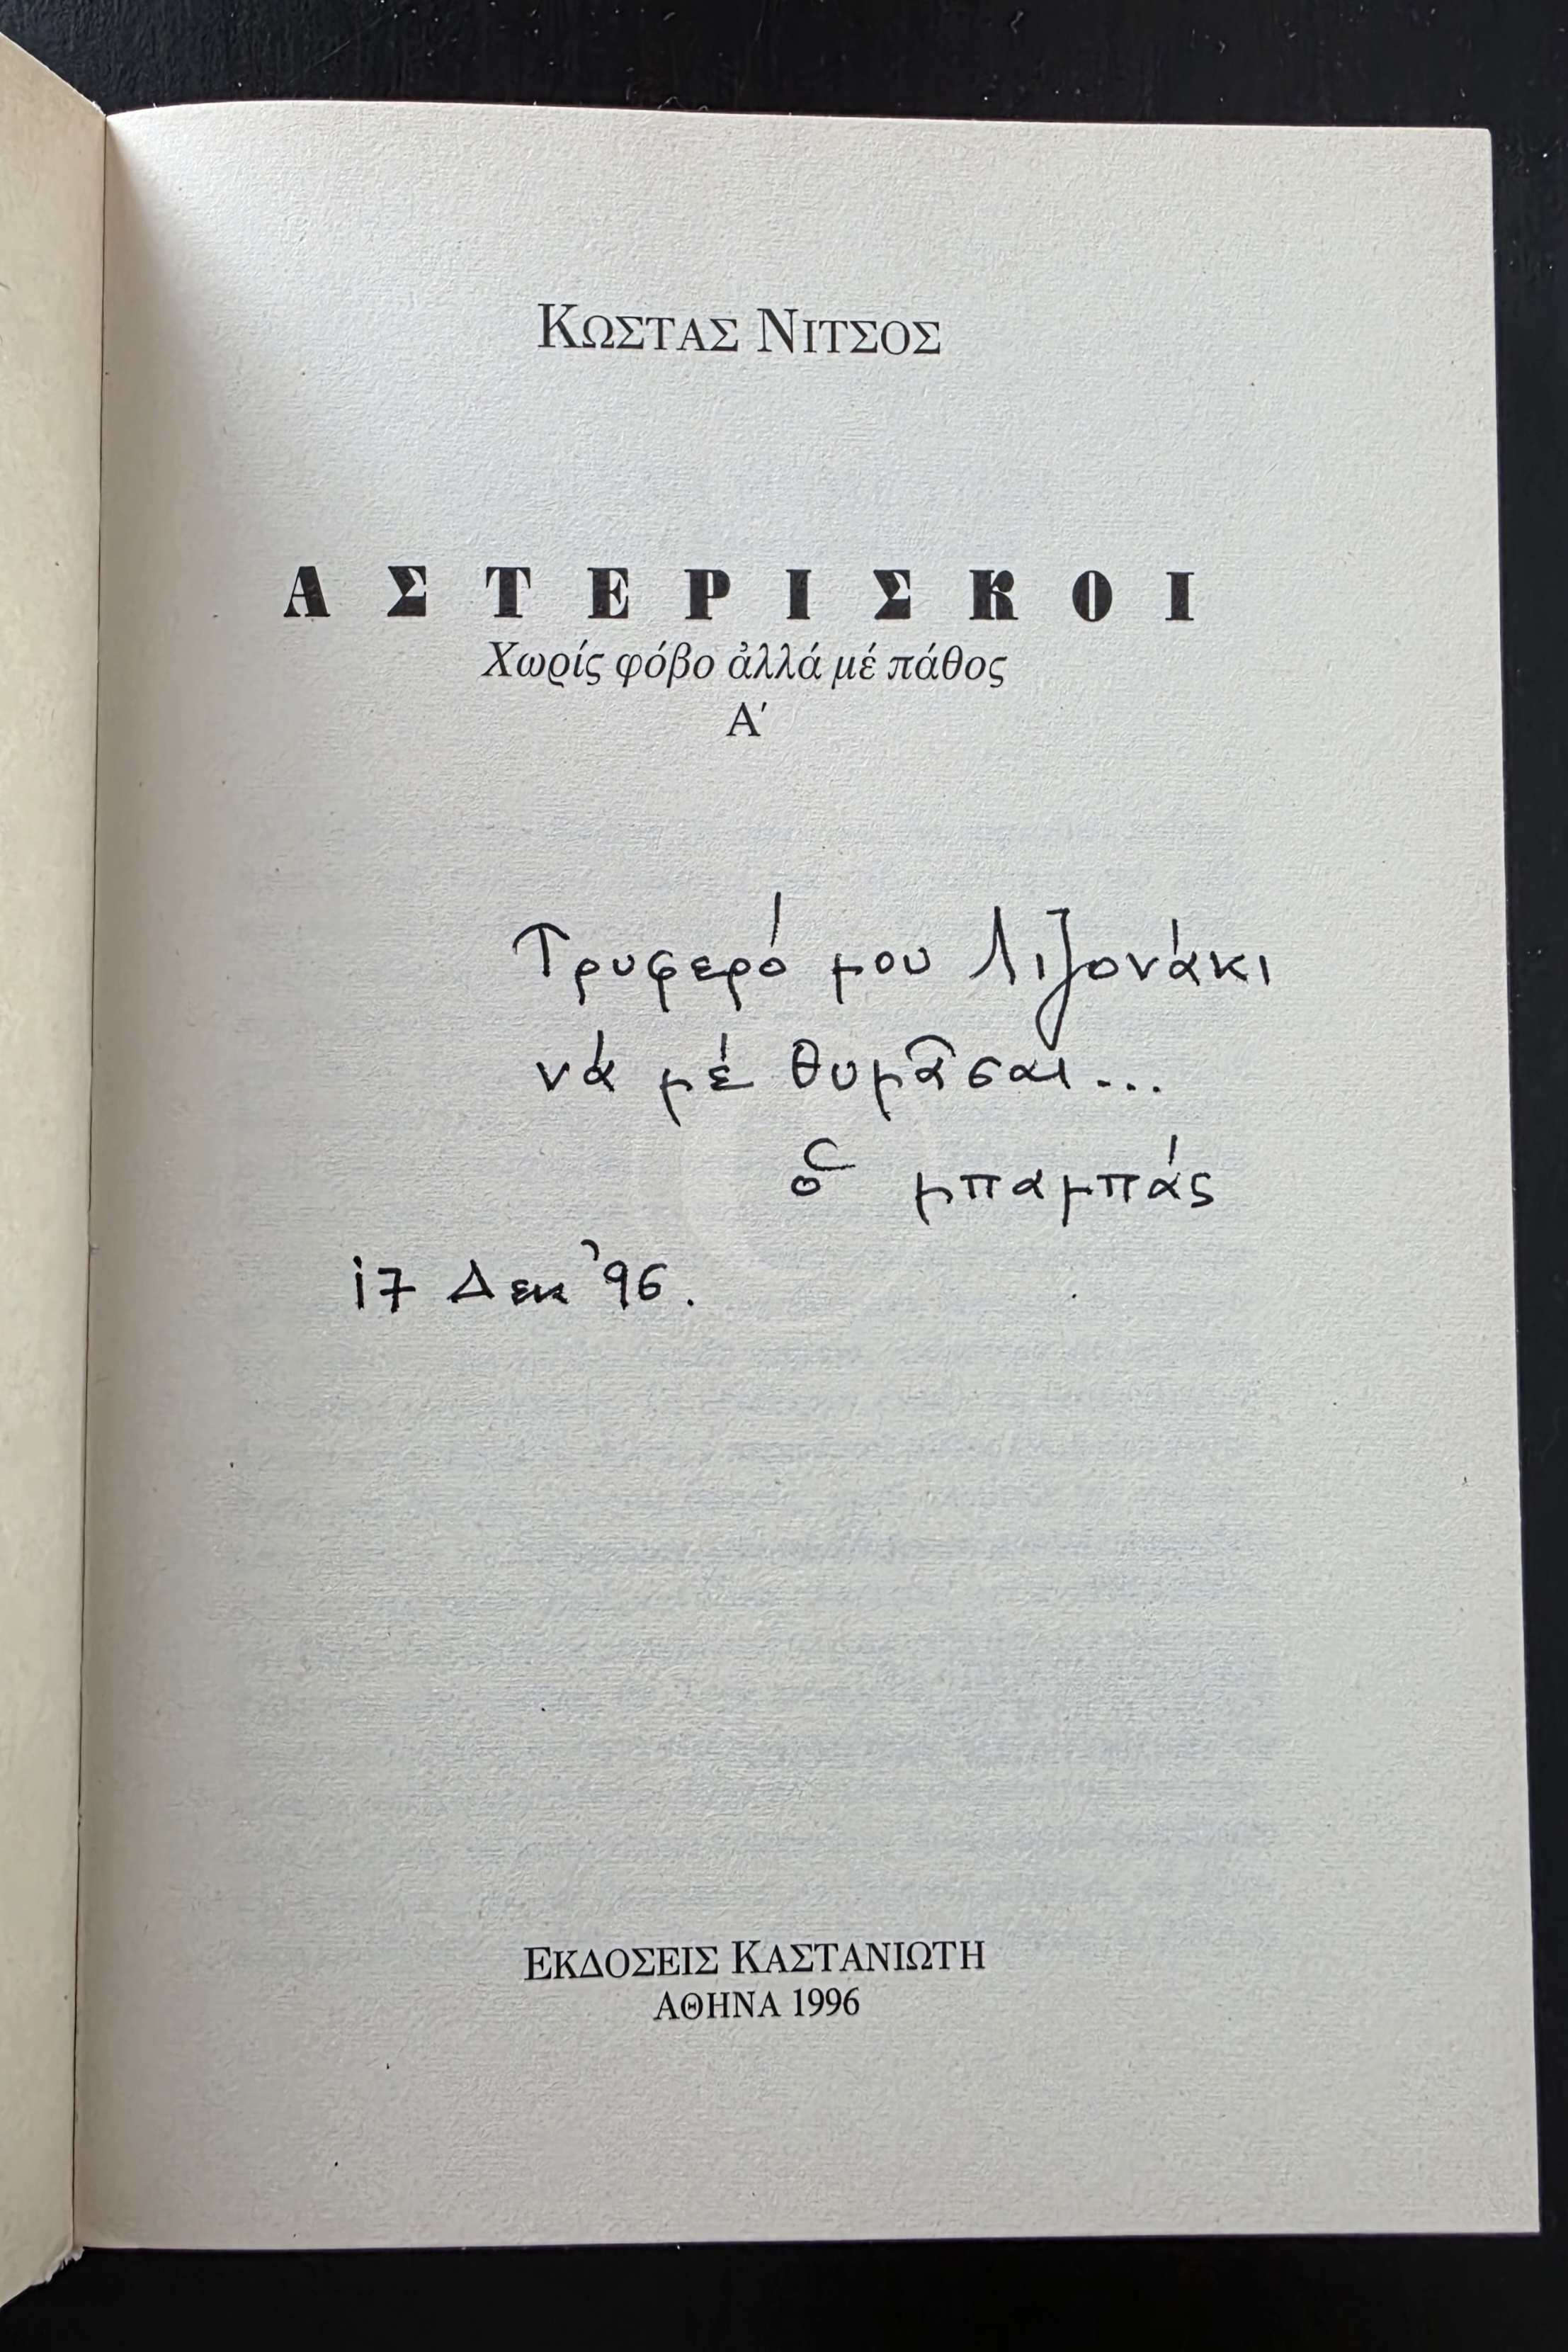 ΚΩΣΤΑΣ ΝΙΤΣΟΣ
ΑΣΤΕΡΙΣΚΟΙ
Χωρίς φόβο ἀλλά μέ πάθος
Α′
Τρυφερό μου Λιζονάκι
νά μέ θυμᾶσαι...
ὁ μπαμπάς
17 Δεκ '96.
ΕΚΔΟΣΕΙΣ ΚΑΣΤΑΝΙΩΤΗ
ΑΘΗΝΑ 1996